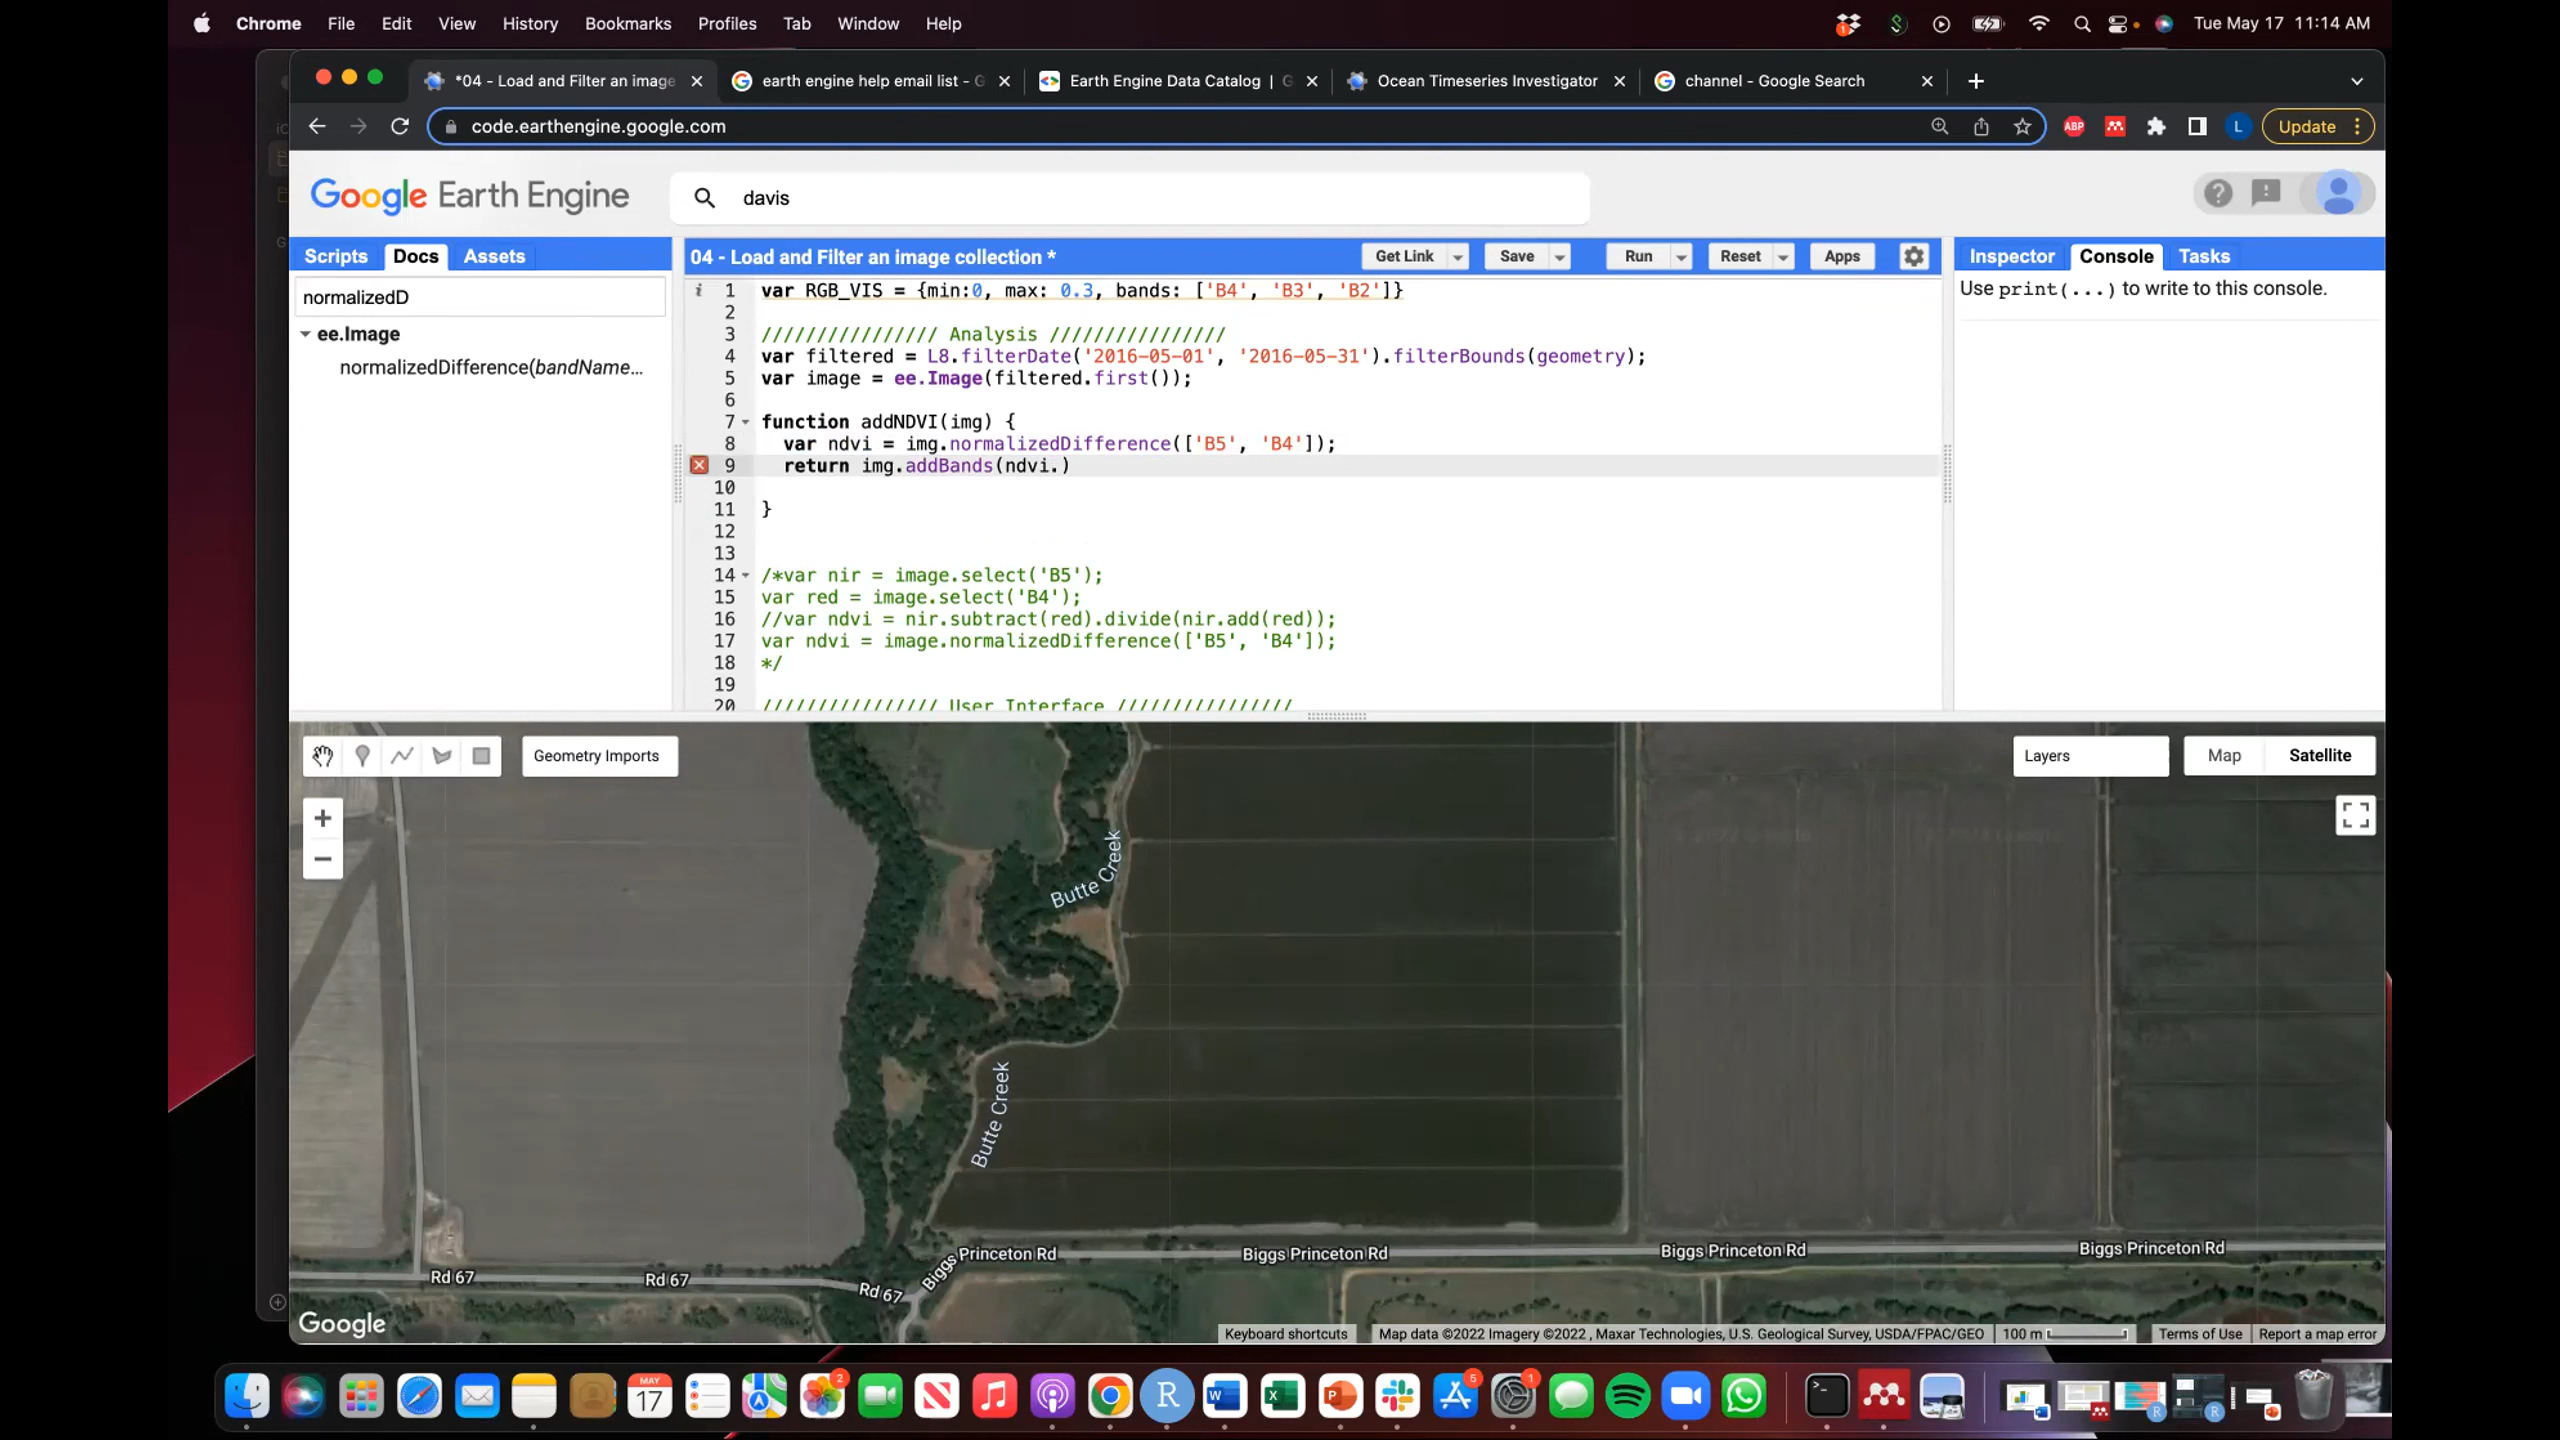 Chrome File Edit View History Bookmarks Profiles Tab Window Help
Tue May 17 11:14 AM
*04 - Load and Filter an image
earth engine help email list - G
Earth Engine Data Catalog | G
Ocean Timeseries Investigator
channel - Google Search
code.earthengine.google.com
ABP
L
Update
Google Earth Engine
davis
Scripts Docs Assets
04 - Load and Filter an image collection *
Get Link Save Run Reset Apps
Inspector Console Tasks
normalizedD
ee.Image
normalizedDifference(bandName...
Use print(...) to write to this console.
i 1 var RGB_VIS = {min:0, max: 0.3, bands: ['B4', 'B3', 'B2']}
2
3 //////////////// Analysis ////////////////
4 var filtered = L8.filterDate('2016-05-01', '2016-05-31').filterBounds(geometry);
5 var image = ee.Image(filtered.first());
6
7 function addNDVI(img) {
8 var ndvi = img.normalizedDifference(['B5', 'B4']);
9 return img.addBands(ndvi.)
10
11 }
12
13
14 /*var nir = image.select('B5');
15 var red = image.select('B4');
16 //var ndvi = nir.subtract(red).divide(nir.add(red));
17 var ndvi = image.normalizedDifference(['B5', 'B4']);
18 */
19
20 //////////////// User Interface ////////////////
Geometry Imports
Layers
Map Satellite
+
−
Butte Creek
Butte Creek
Rd 67
Rd 67
Rd 67
Biggs Princeton Rd
Biggs Princeton Rd
Biggs Princeton Rd
Biggs Princeton Rd
Google
Keyboard shortcuts
Map data ©2022 Imagery ©2022 , Maxar Technologies, U.S. Geological Survey, USDA/FPAC/GEO
100 m
Terms of Use
Report a map error
MAY
17
2
5
1
R
W
X
P